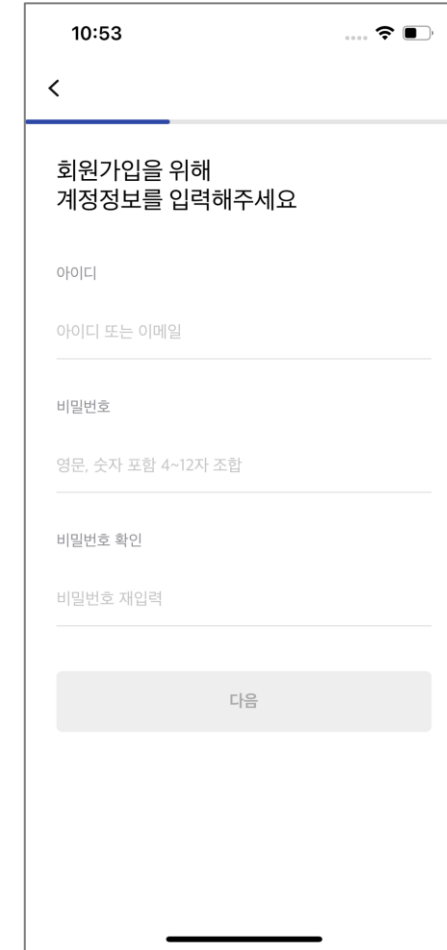 10:53
회원가입을 위해
계정정보를 입력해주세요
아이디
아이디 또는 이메일
비밀번호
영문, 숫자 포함 4~12자 조합
비밀번호 확인
비밀번호 재입력
다음